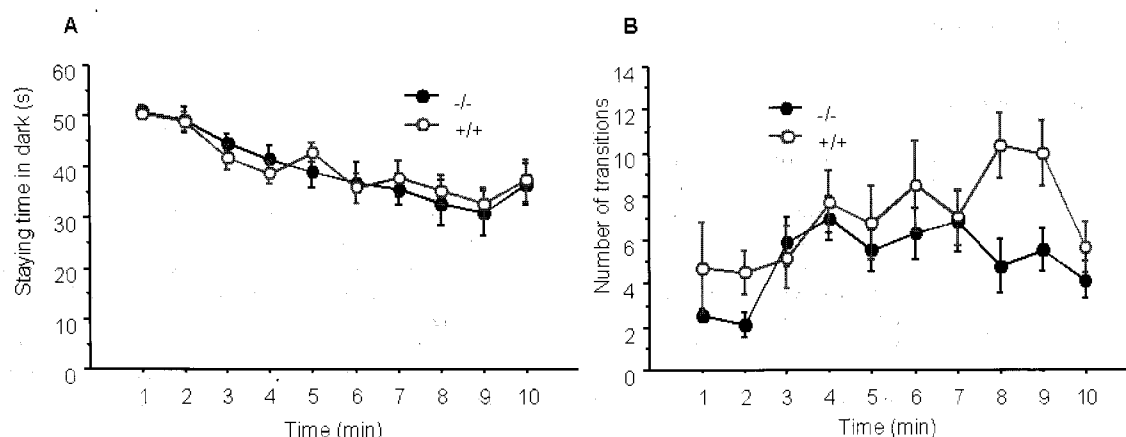 A
Staying time in dark (s)
60
50
40
30
20
10
0
-/-
+/+
1 2 3 4 5 6 7 8 9 10
Time (min)
B
Number of transitions
14
12
10
8
6
4
2
0
-/-
+/+
1 2 3 4 5 6 7 8 9 10
Time (min)